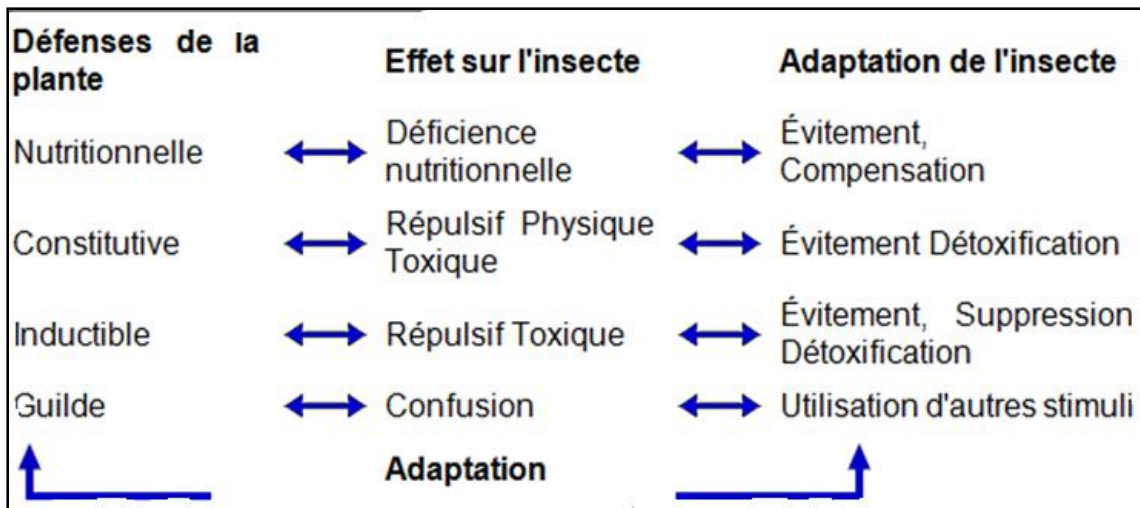 Défenses de la
plante
Effet sur l'insecte
Adaptation de l'insecte
Nutritionnelle
Déficience
nutritionnelle
Évitement,
Compensation
Constitutive
Répulsif Physique
Toxique
Évitement Détoxification
Inductible
Répulsif Toxique
Évitement, Suppression
Détoxification
Guilde
Confusion
Utilisation d'autres stimuli
Adaptation